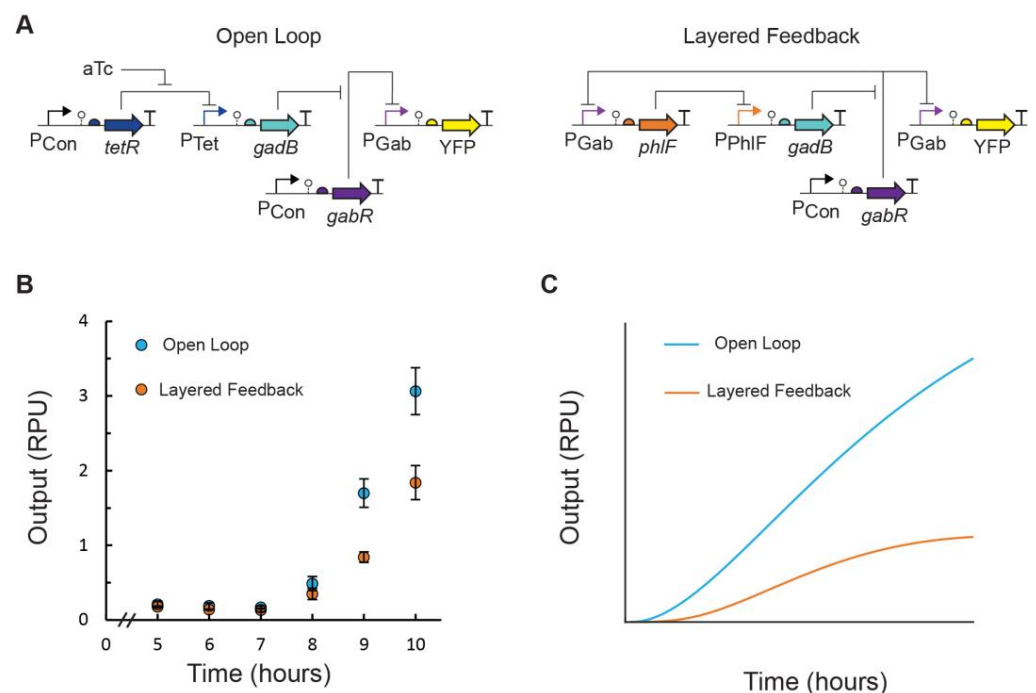 A
Open Loop
Layered Feedback
aTc
PCon tetR PTet gadB PGab YFP
PCon gabR
PGab phlF PPhlF gadB PGab YFP
PCon gabR
B
Output (RPU)
4
3
2
1
0
Open Loop
Layered Feedback
0 5 6 7 8 9 10
Time (hours)
C
Output (RPU)
Open Loop
Layered Feedback
Time (hours)